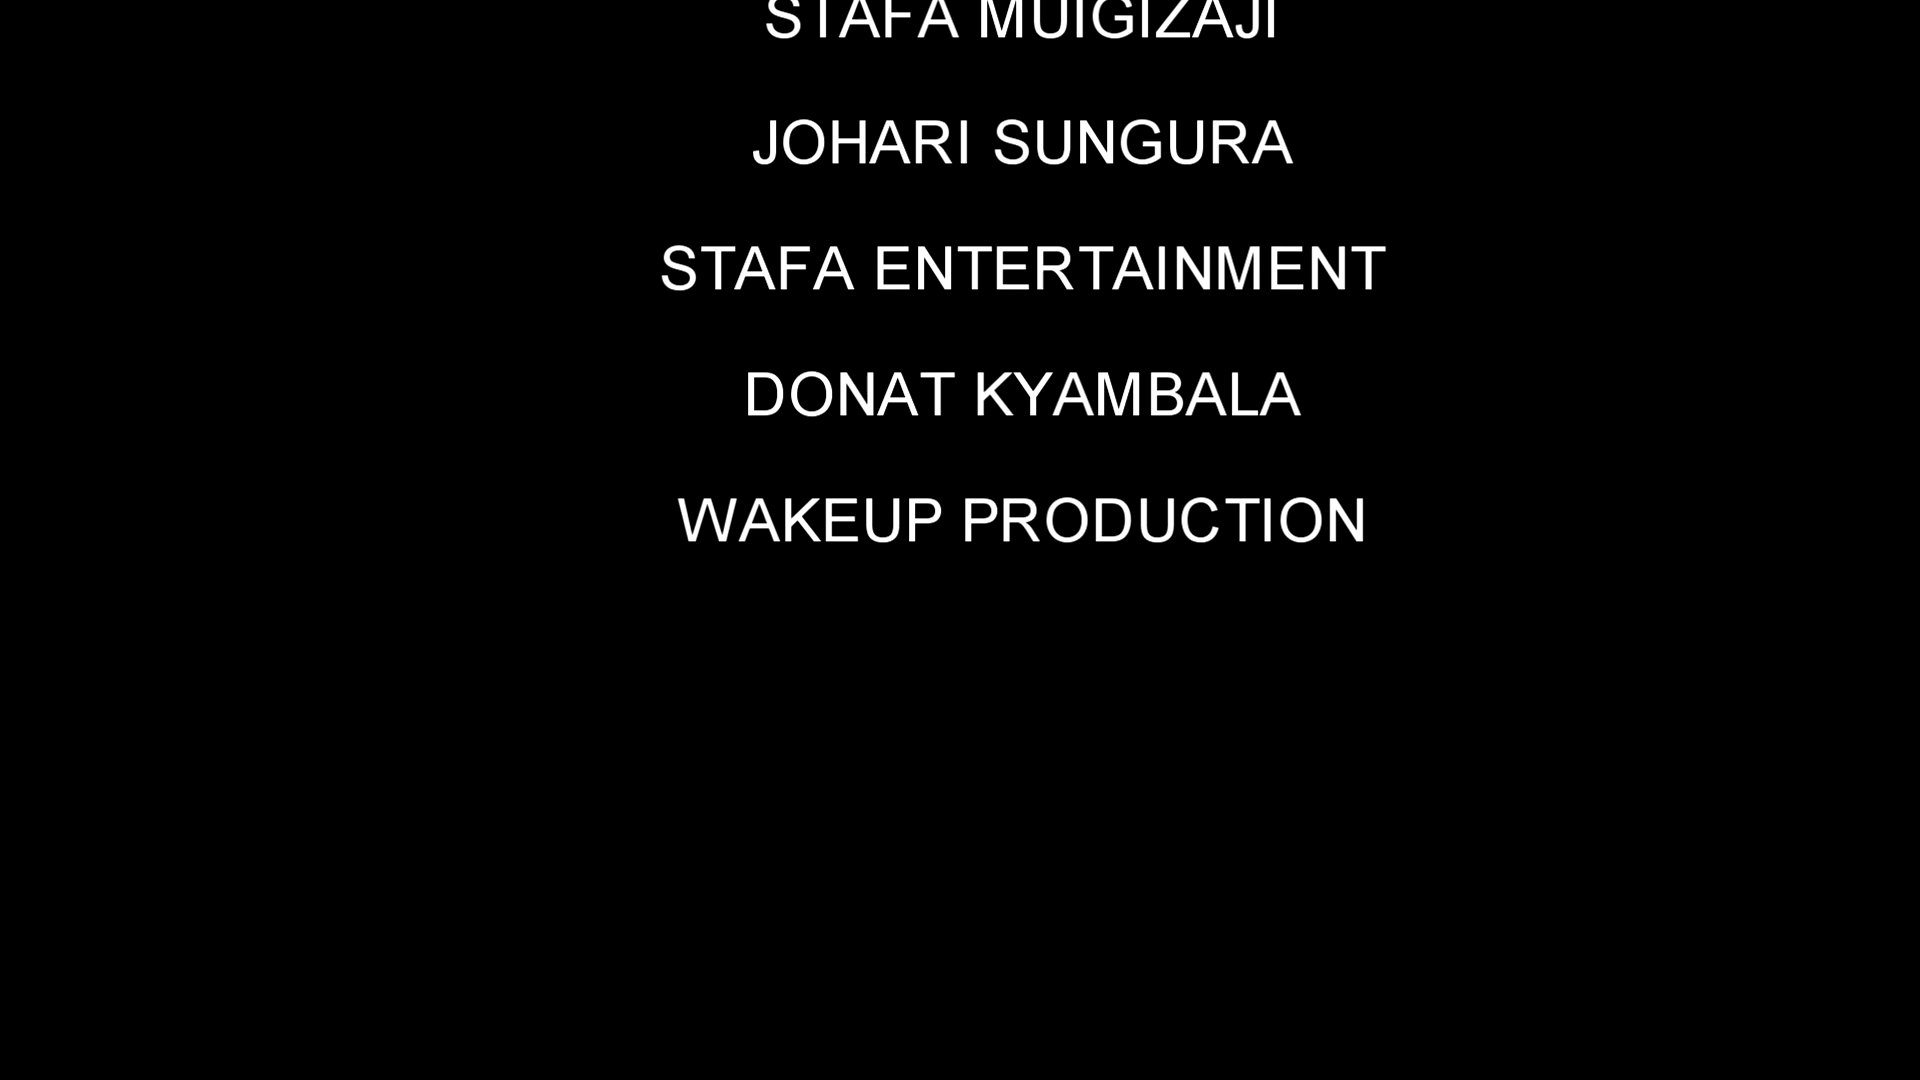 STAFA MUIGIZAJI
JOHARI SUNGURA
STAFA ENTERTAINMENT
DONAT KYAMBALA
WAKEUP PRODUCTION